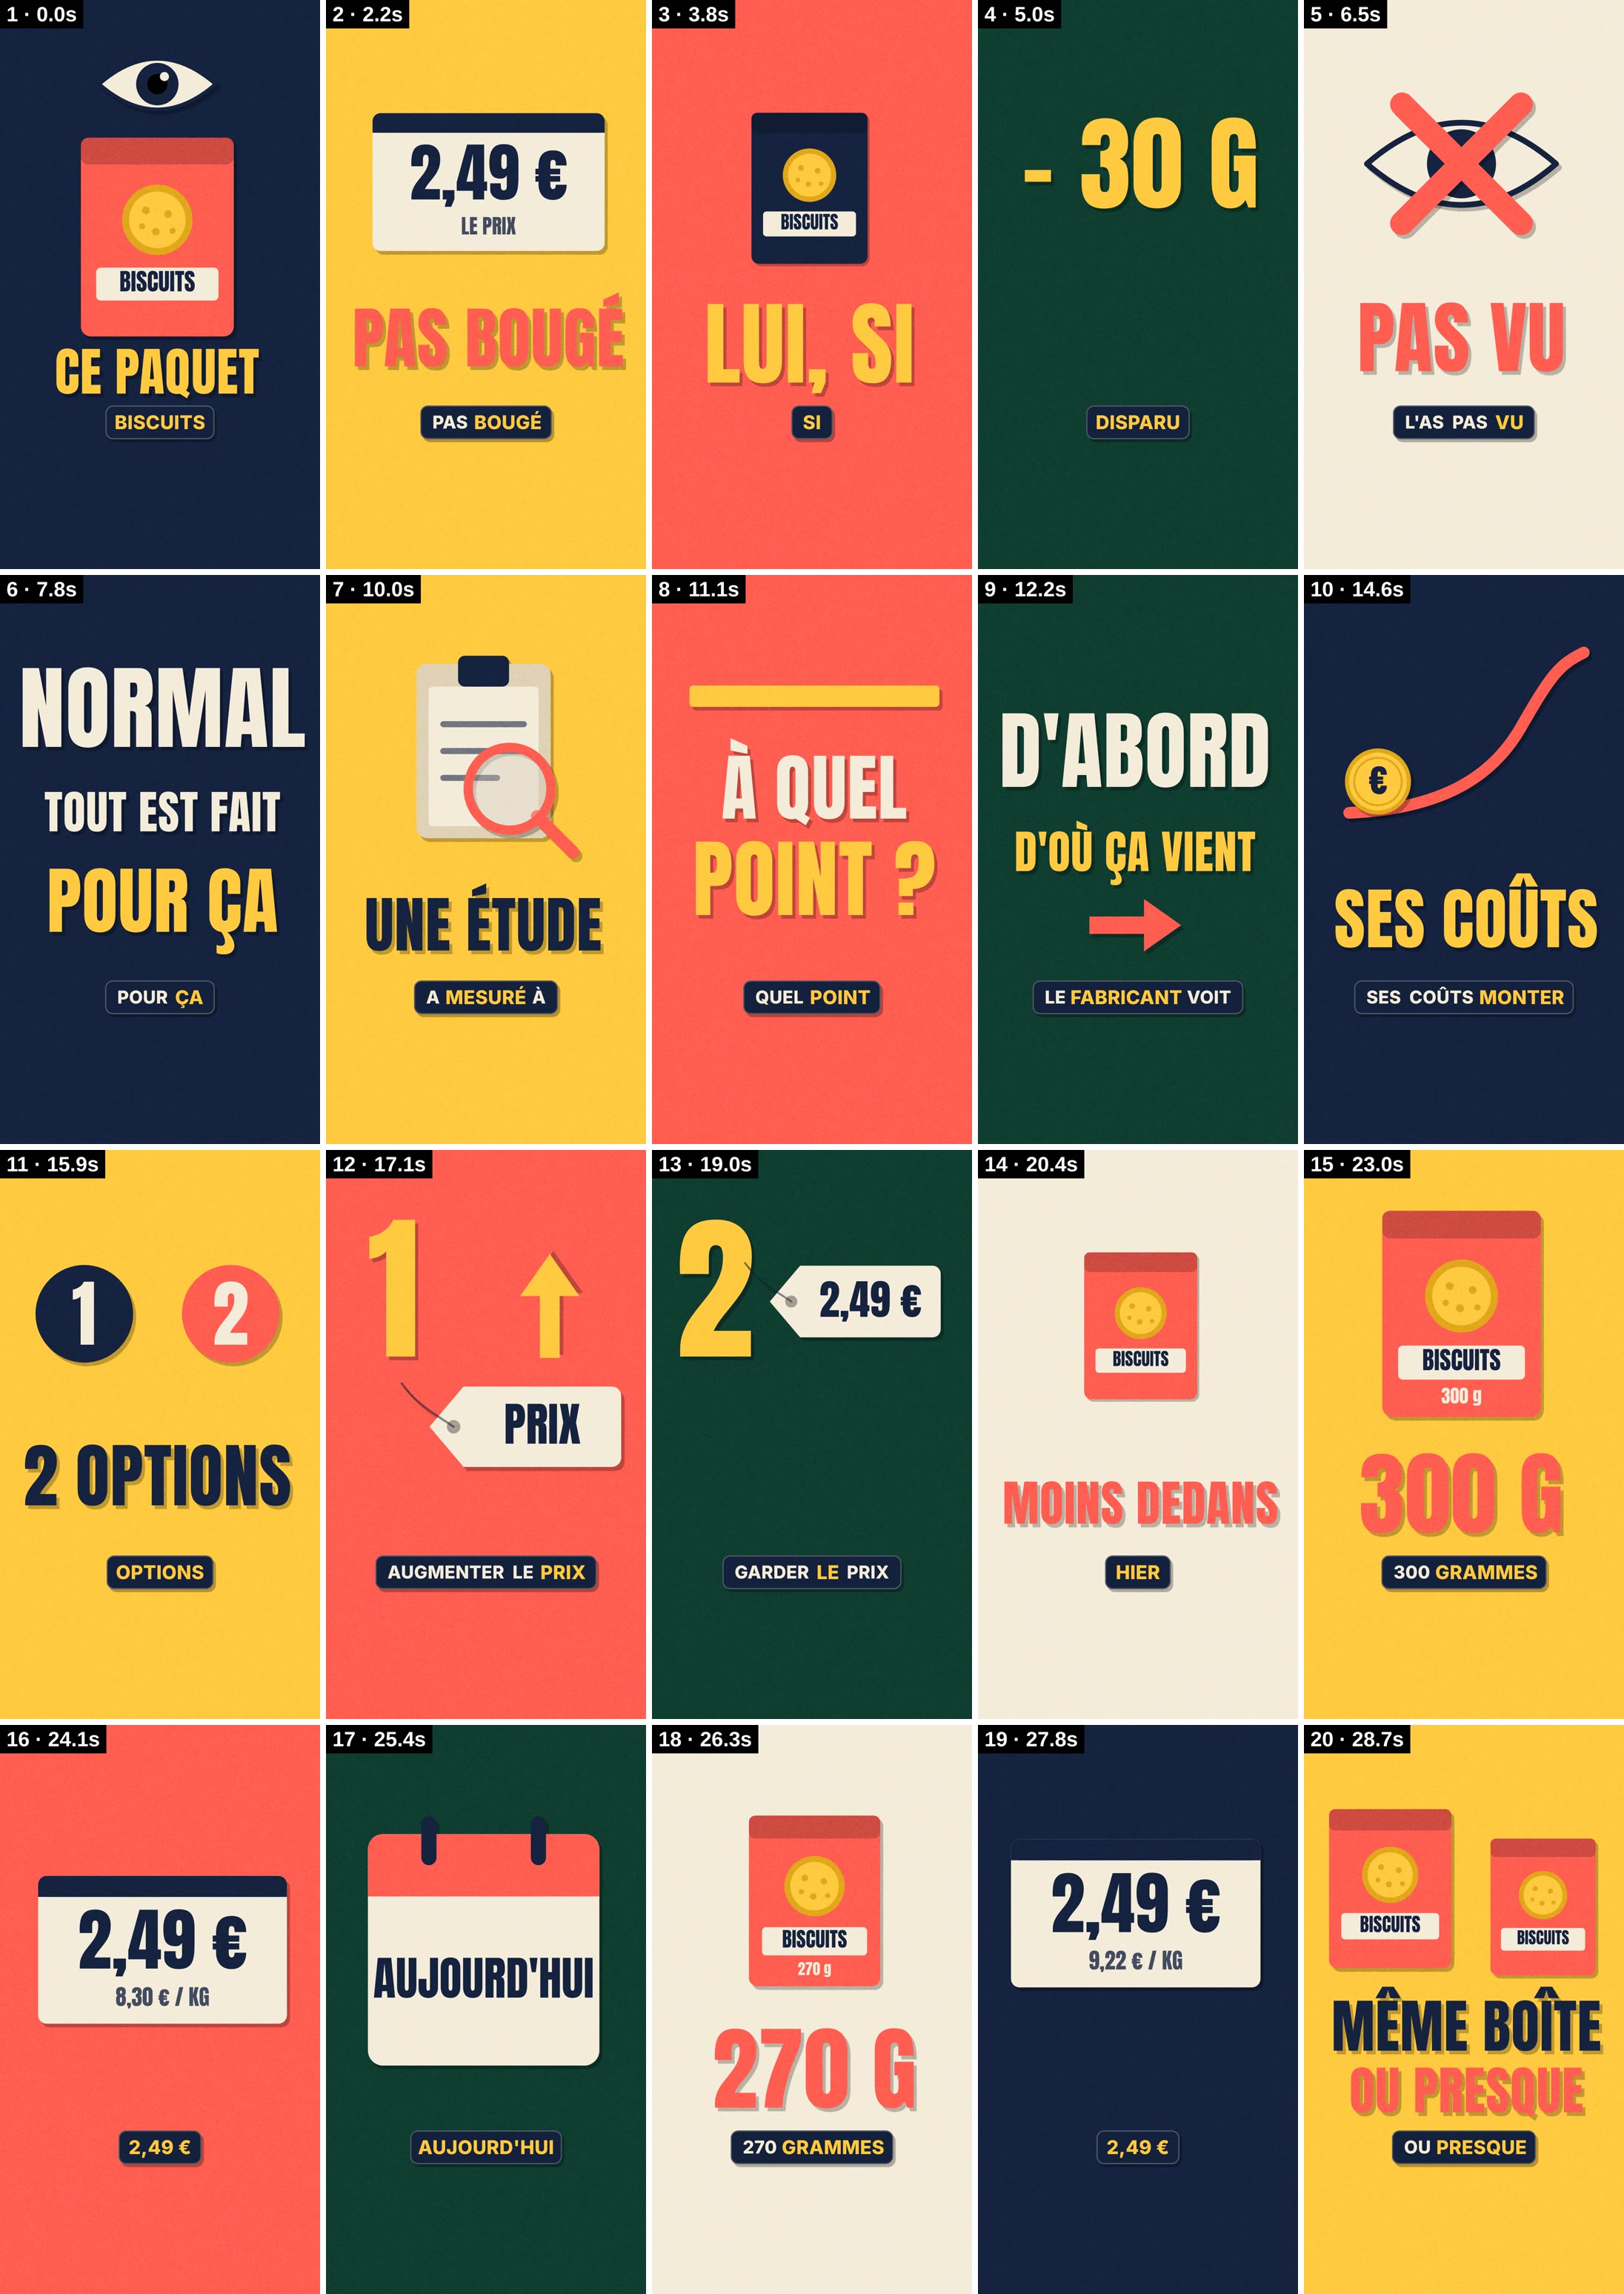 1 · 0.0s
BISCUITS
CE PAQUET
BISCUITS
2 · 2.2s
2,49 €
LE PRIX
PAS BOUGÉ
PAS BOUGÉ
3 · 3.8s
BISCUITS
LUI, SI
SI
4 · 5.0s
- 30 G
DISPARU
5 · 6.5s
PAS VU
L'AS PAS VU
6 · 7.8s
NORMAL
TOUT EST FAIT
POUR ÇA
POUR ÇA
7 · 10.0s
UNE ÉTUDE
A MESURÉ À
8 · 11.1s
À QUEL
POINT ?
QUEL POINT
9 · 12.2s
D'ABORD
D'OÙ ÇA VIENT
LE FABRICANT VOIT
10 · 14.6s
€
SES COÛTS
SES COÛTS MONTER
11 · 15.9s
1 2
2 OPTIONS
OPTIONS
12 · 17.1s
1
PRIX
AUGMENTER LE PRIX
13 · 19.0s
2
2,49 €
GARDER LE PRIX
14 · 20.4s
BISCUITS
MOINS DEDANS
HIER
15 · 23.0s
BISCUITS
300 g
300 G
300 GRAMMES
16 · 24.1s
2,49 €
8,30 € / KG
2,49 €
17 · 25.4s
AUJOURD'HUI
AUJOURD'HUI
18 · 26.3s
BISCUITS
270 g
270 G
270 GRAMMES
19 · 27.8s
2,49 €
9,22 € / KG
2,49 €
20 · 28.7s
BISCUITS
BISCUITS
MÊME BOÎTE
OU PRESQUE
OU PRESQUE